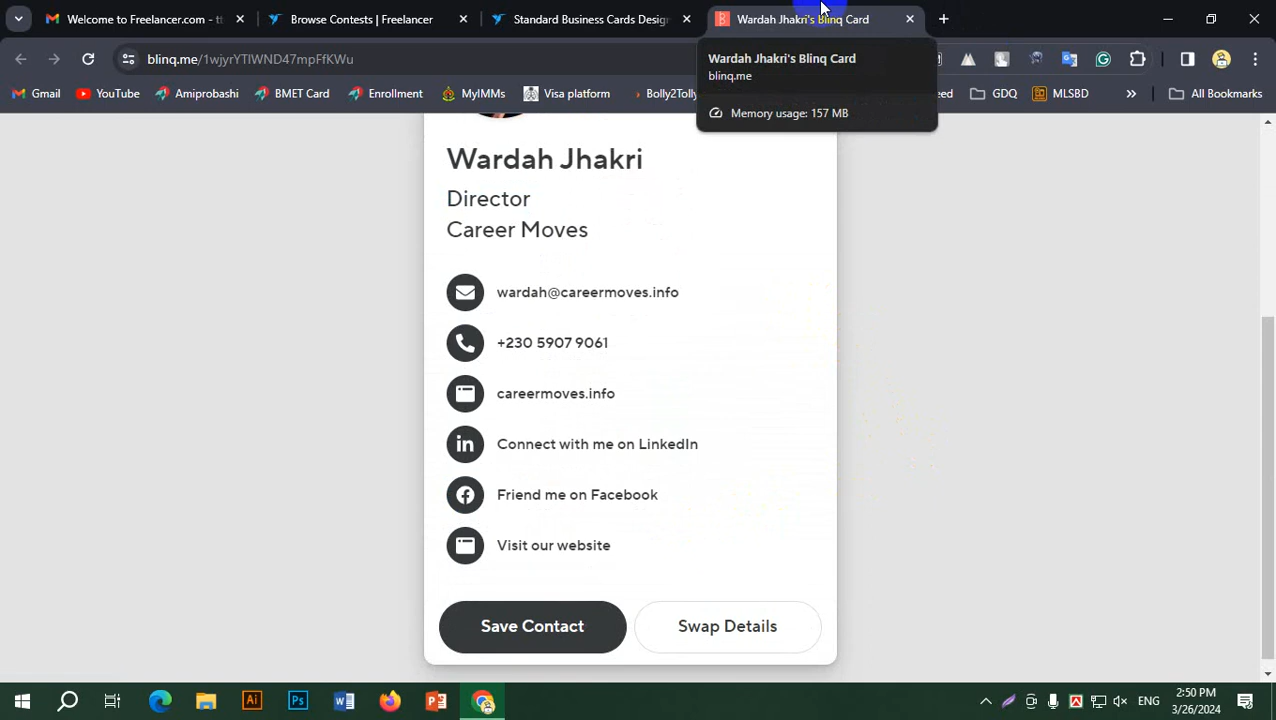 Welcome to Freelancer.com - t
Browse Contests | Freelancer
Standard Business Cards Desig
Wardah Jhakri's Blinq Card
blinq.me/1wjyrYTIWND47mpFfKWu
Wardah Jhakri's Blinq Card
blinq.me
Memory usage: 157 MB
Gmail
YouTube
Amiprobashi
BMET Card
Enrollment
MyIMMs
Visa platform
Bolly2Tolly
eed
GDQ
MLSBD
All Bookmarks
Wardah Jhakri
Director
Career Moves
wardah@careermoves.info
+230 5907 9061
careermoves.info
Connect with me on LinkedIn
Friend me on Facebook
Visit our website
Save Contact
Swap Details
ENG
2:50 PM
3/26/2024